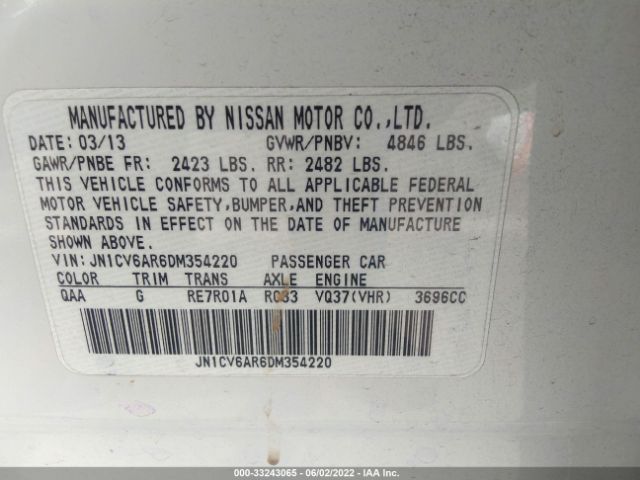 MANUFACTURED BY NISSAN MOTOR CO.,LTD.
DATE: 03/13 GVWR/PNBV: 4846 LBS.
GAWR/PNBE FR: 2423 LBS. RR: 2482 LBS.
THIS VEHICLE CONFORMS TO ALL APPLICABLE FEDERAL
MOTOR VEHICLE SAFETY,BUMPER,AND THEFT PREVENTION
STANDARDS IN EFFECT ON THE DATE OF MANUFACTURE
SHOWN ABOVE.
VIN: JN1CV6AR6DM354220 PASSENGER CAR
COLOR TRIM TRANS AXLE ENGINE
QAA G RE7R01A RC33 VQ37(VHR) 3696CC
JN1CV6AR6DM354220
000-33243065 - 06/02/2022 - IAA Inc.